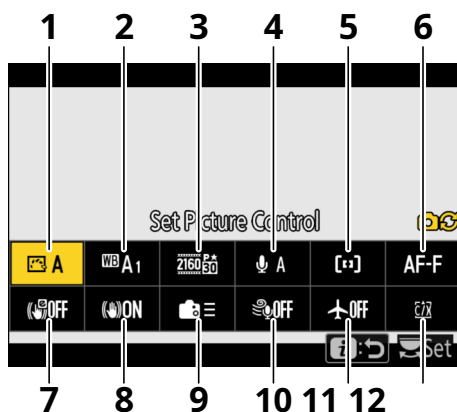 1 2 3 4 5 6
Set Picture Control
A WB A1 2160 P★ 30 A AF-F
OFF ON OFF OFF C/X
i: Set
7 8 9 10 11 12